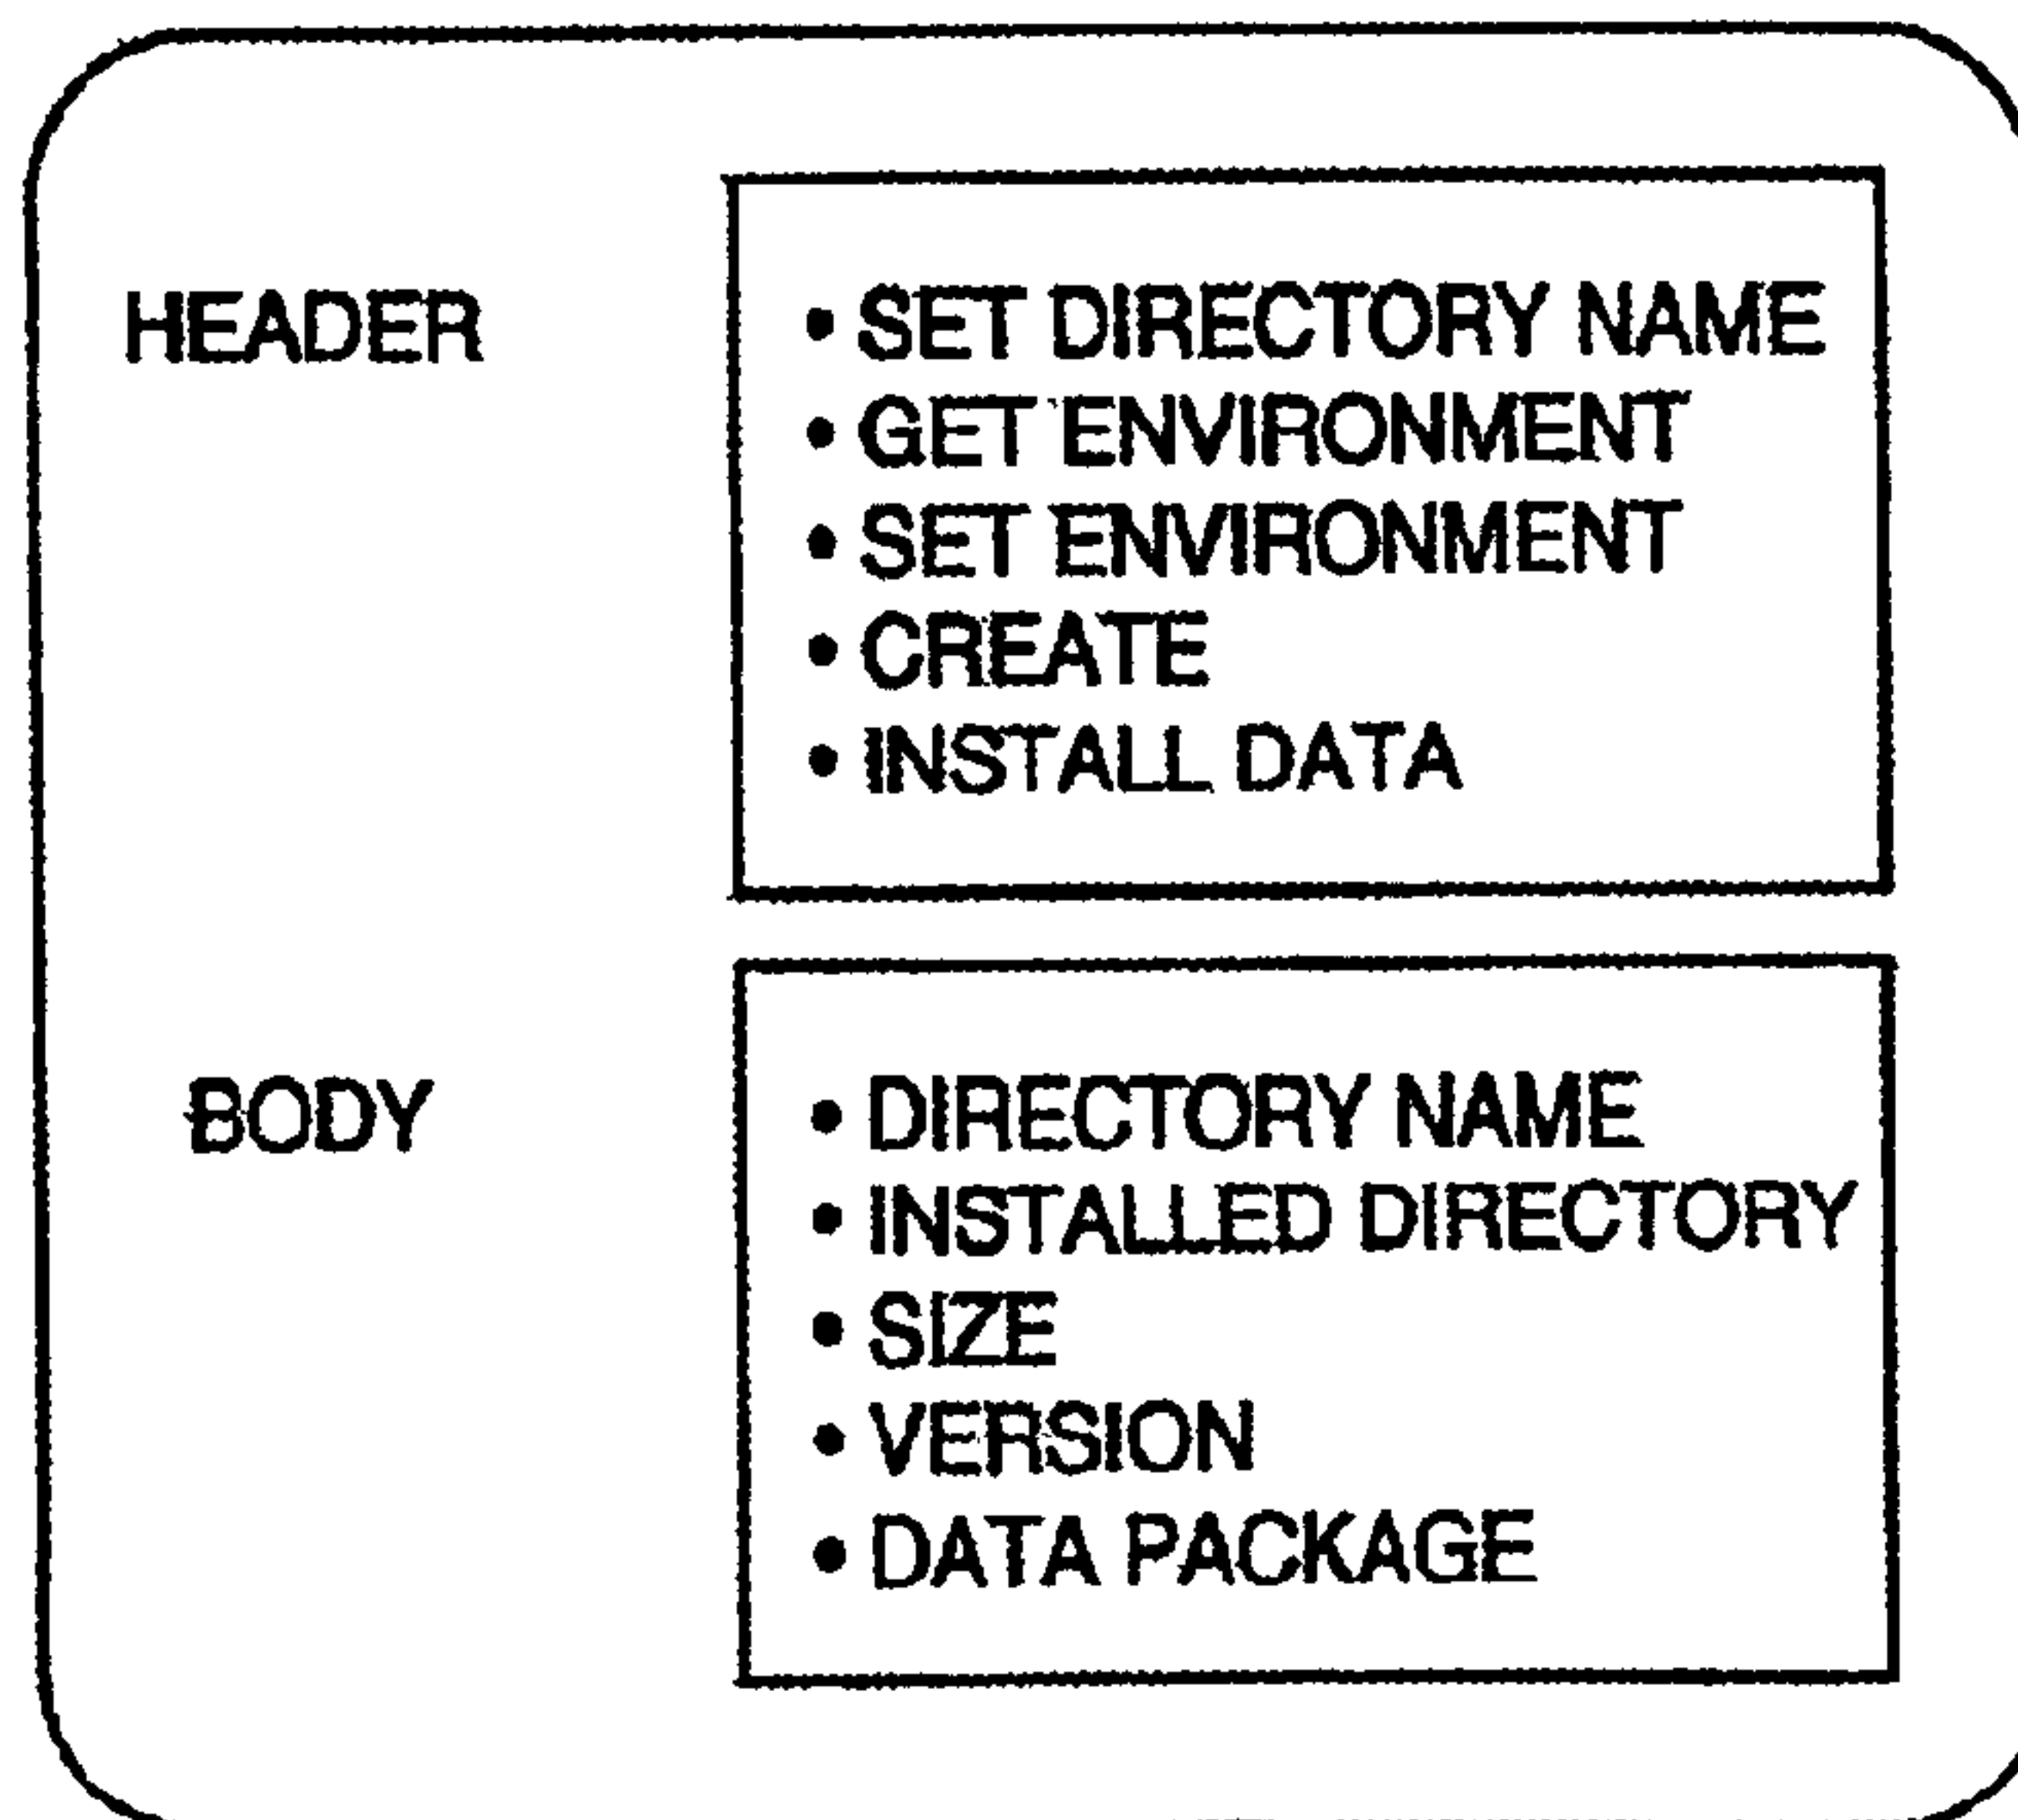 HEADER
• SET DIRECTORY NAME
• GET ENVIRONMENT
• SET ENVIRONMENT
• CREATE
• INSTALL DATA
BODY
• DIRECTORY NAME
• INSTALLED DIRECTORY
• SIZE
• VERSION
• DATA PACKAGE